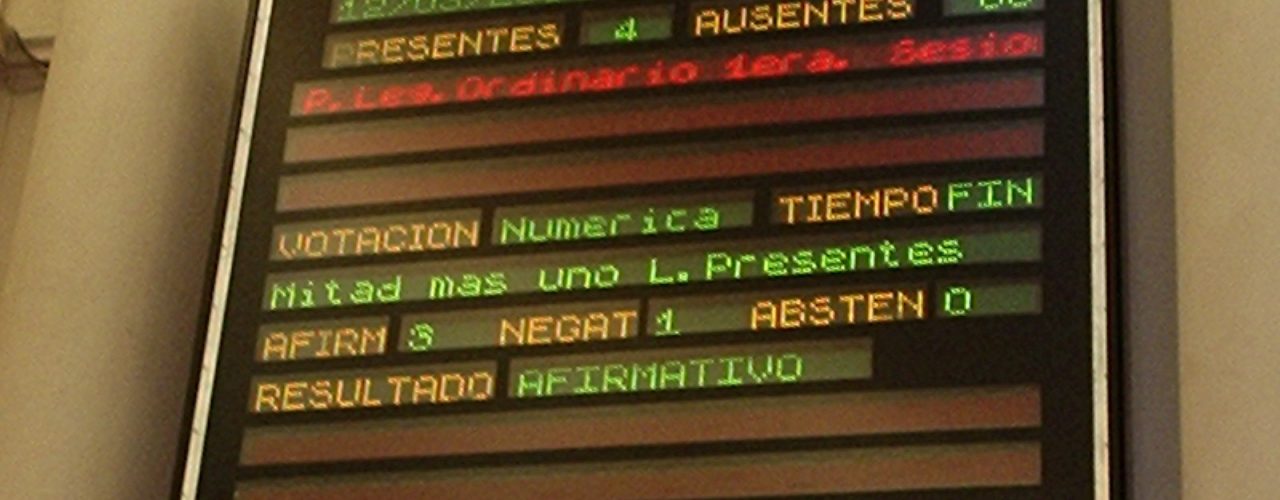 PRESENTES 4 AUSENTES
P.Leg.Ordinario 1era. Sesio
VOTACION Numerica TIEMPO FIN
Mitad mas uno L.Presentes
AFIRM 3 NEGAT 1 ABSTEN 0
RESULTADO AFIRMATIVO